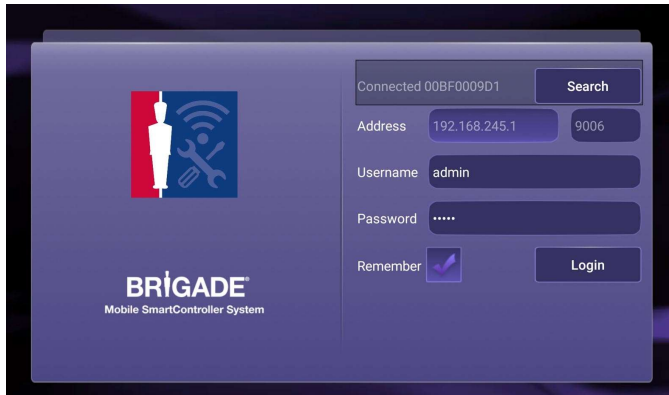 Connected 00BF0009D1 Search
Address 192.168.245.1 9006
Username admin
Password •••••
Remember Login
BRIGADE®
Mobile SmartController System